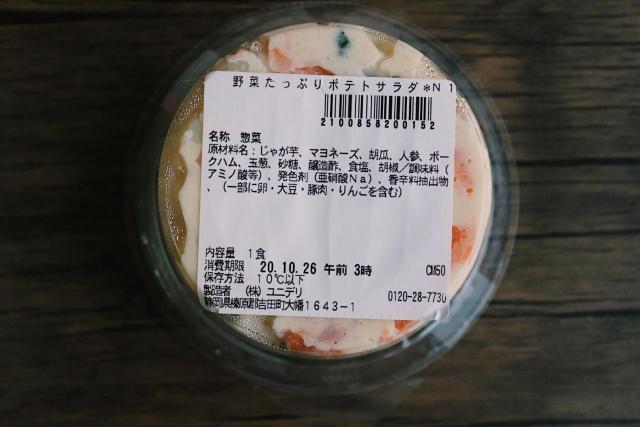 野菜たっぷりポテトサラダ*N 1
2100858200152
名称 惣菜
原材料名:じゃが芋、マヨネーズ、胡瓜、人参、ポー
クハム、玉葱、砂糖、醸造酢、食塩、胡椒/調味料(
アミノ酸等)、発色剤(亜硝酸Na)、香辛料抽出物
、(一部に卵・大豆・豚肉・りんごを含む)
内容量 1食
消費期限 20.10.26 午前 3時 CM50
保存方法 10℃以下
製造者 (株)ユニデリ 0120-28-7730
静岡県榛原郡吉田町大幡1643-1